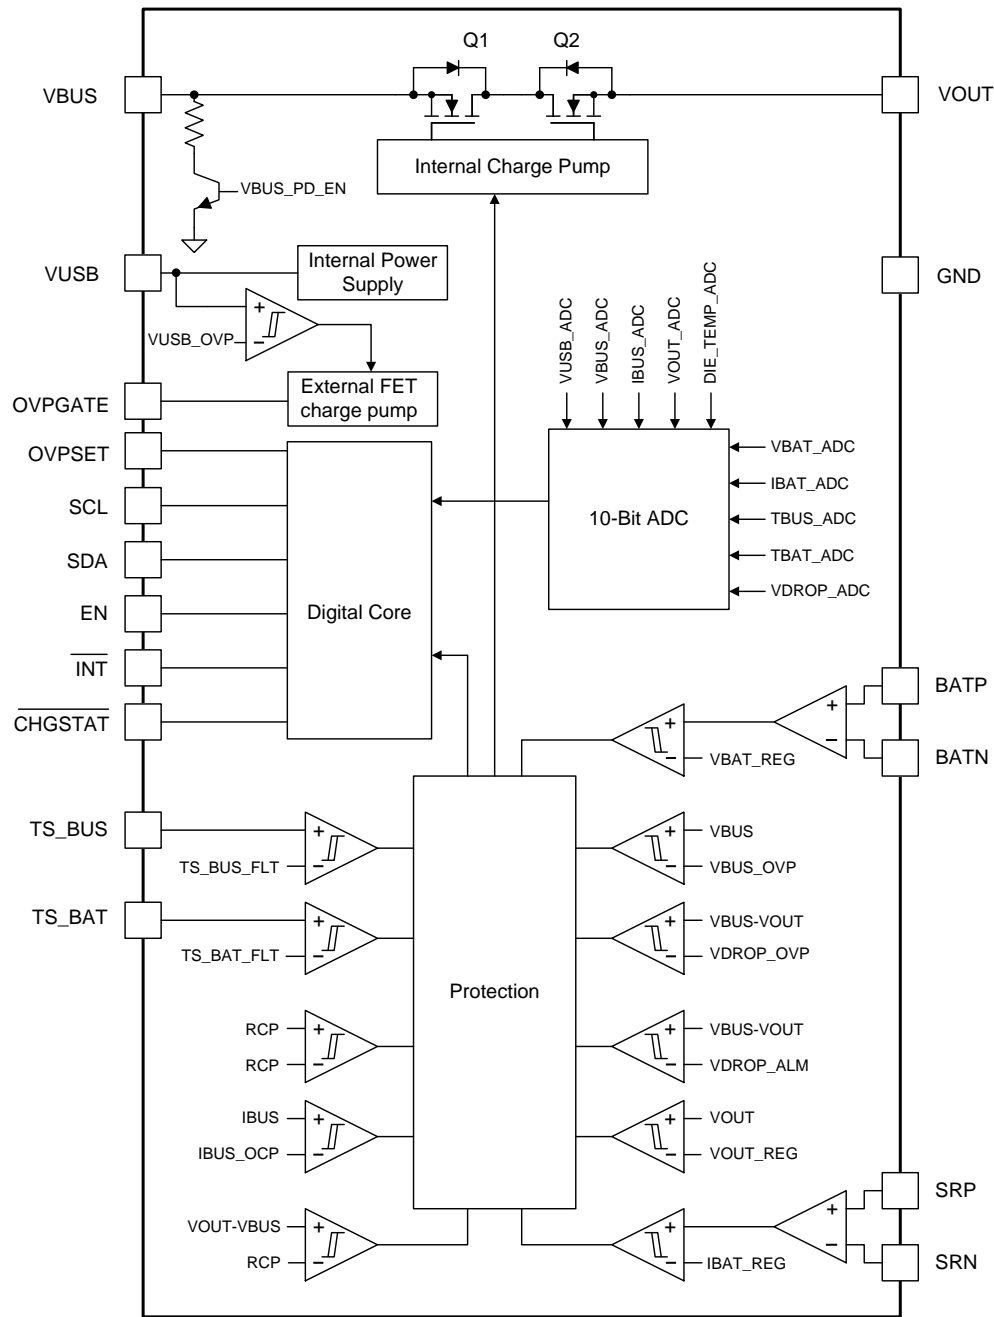 Q1
Q2
VBUS
VOUT
Internal Charge Pump
VBUS_PD_EN
VUSB
Internal Power
Supply
GND
+
VUSB_OVP
−
VUSB_ADC
VBUS_ADC
IBUS_ADC
VOUT_ADC
DIE_TEMP_ADC
OVPGATE
External FET
charge pump
OVPSET
SCL
SDA
EN
INT
CHGSTAT
Digital Core
10-Bit ADC
VBAT_ADC
IBAT_ADC
TBUS_ADC
TBAT_ADC
VDROP_ADC
BATP
BATN
+
−
+
−
VBAT_REG
TS_BUS
+
−
TS_BUS_FLT
+
−
VBUS
VBUS_OVP
TS_BAT
+
−
TS_BAT_FLT
+
−
VBUS-VOUT
VDROP_OVP
Protection
RCP
+
RCP
−
+
−
VBUS-VOUT
VDROP_ALM
IBUS
+
IBUS_OCP
−
+
−
VOUT
VOUT_REG
VOUT-VBUS
+
RCP
−
+
−
IBAT_REG
+
−
SRP
SRN